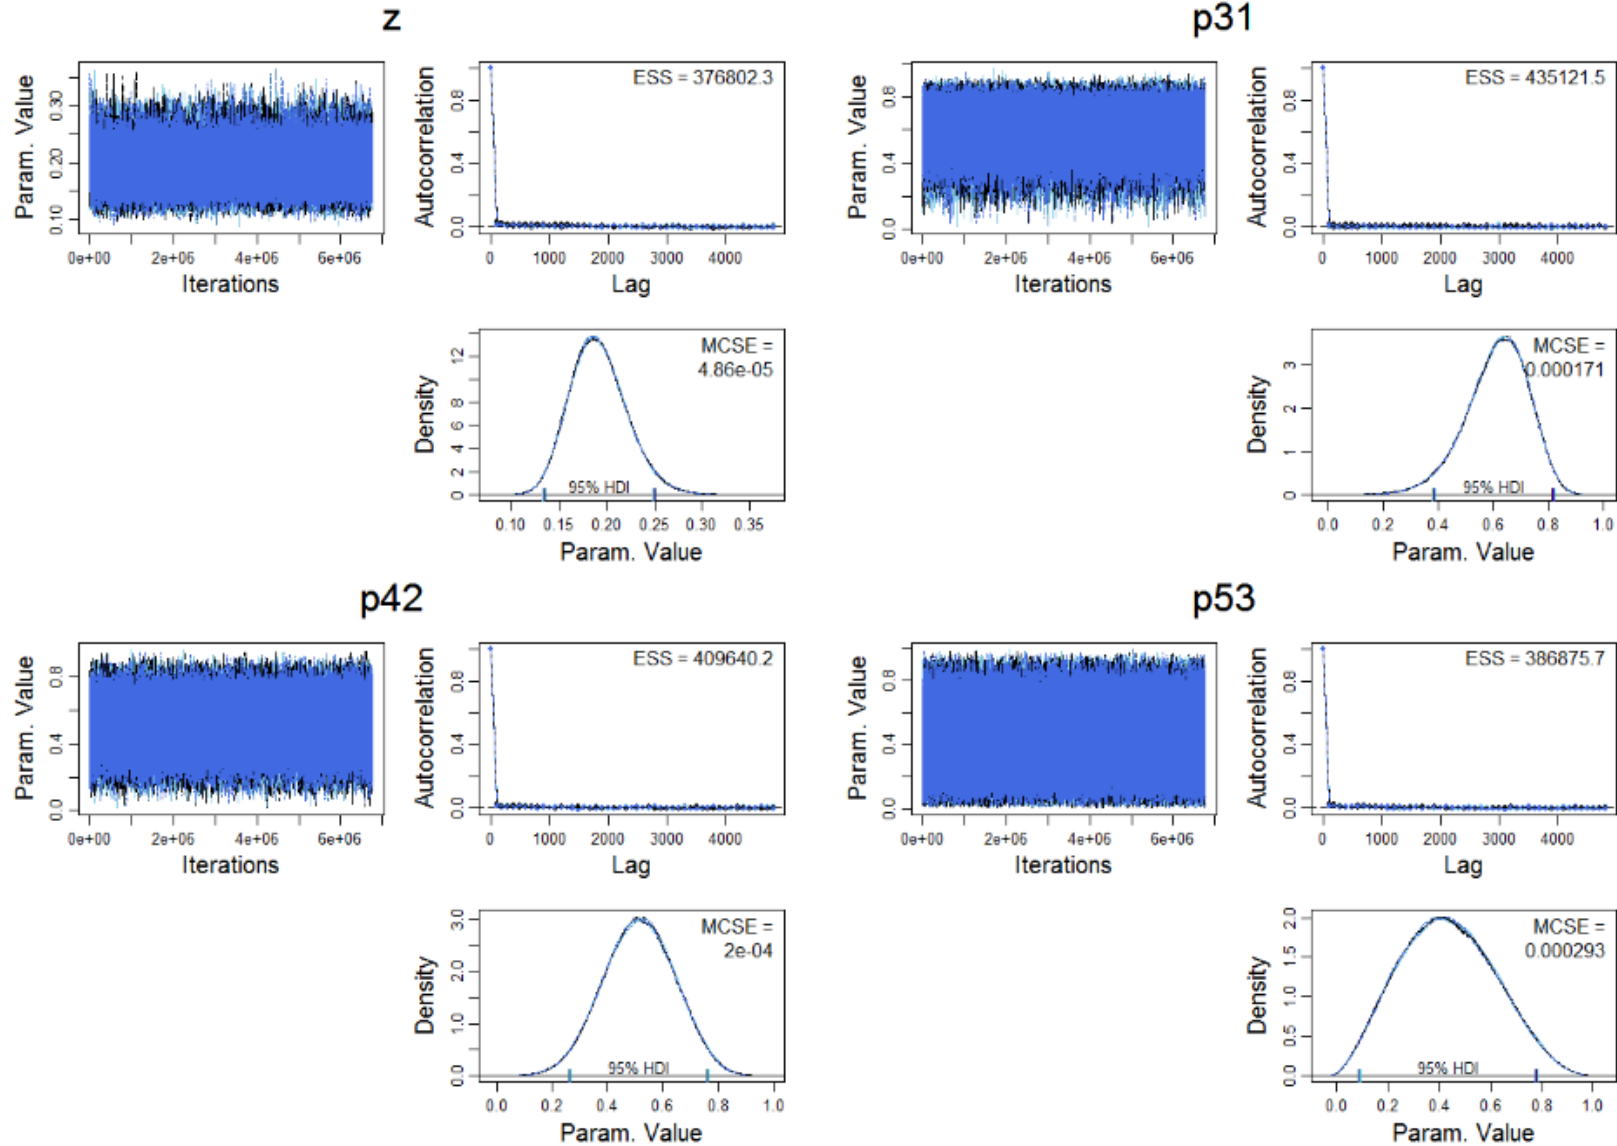 z
Param. Value
0.10 0.20 0.30
0e+00 2e+06 4e+06 6e+06
Iterations
Autocorrelation
0.0 0.4 0.8
ESS = 376802.3
0 1000 2000 3000 4000
Lag
Density
0 2 4 6 8 12
MCSE =
4.86e-05
95% HDI
0.10 0.15 0.20 0.25 0.30 0.35
Param. Value
p31
Param. Value
0.0 0.4 0.8
0e+00 2e+06 4e+06 6e+06
Iterations
Autocorrelation
0.0 0.4 0.8
ESS = 435121.5
0 1000 2000 3000 4000
Lag
Density
0 1 2 3
MCSE =
0.000171
95% HDI
0.0 0.2 0.4 0.6 0.8 1.0
Param. Value
p42
Param. Value
0.0 0.4 0.8
0e+00 2e+06 4e+06 6e+06
Iterations
Autocorrelation
0.0 0.4 0.8
ESS = 409640.2
0 1000 2000 3000 4000
Lag
Density
0.0 1.0 2.0 3.0
MCSE =
2e-04
95% HDI
0.0 0.2 0.4 0.6 0.8 1.0
Param. Value
p53
Param. Value
0.0 0.4 0.8
0e+00 2e+06 4e+06 6e+06
Iterations
Autocorrelation
0.0 0.4 0.8
ESS = 386875.7
0 1000 2000 3000 4000
Lag
Density
0.0 0.5 1.0 1.5 2.0
MCSE =
0.000293
95% HDI
0.0 0.2 0.4 0.6 0.8 1.0
Param. Value